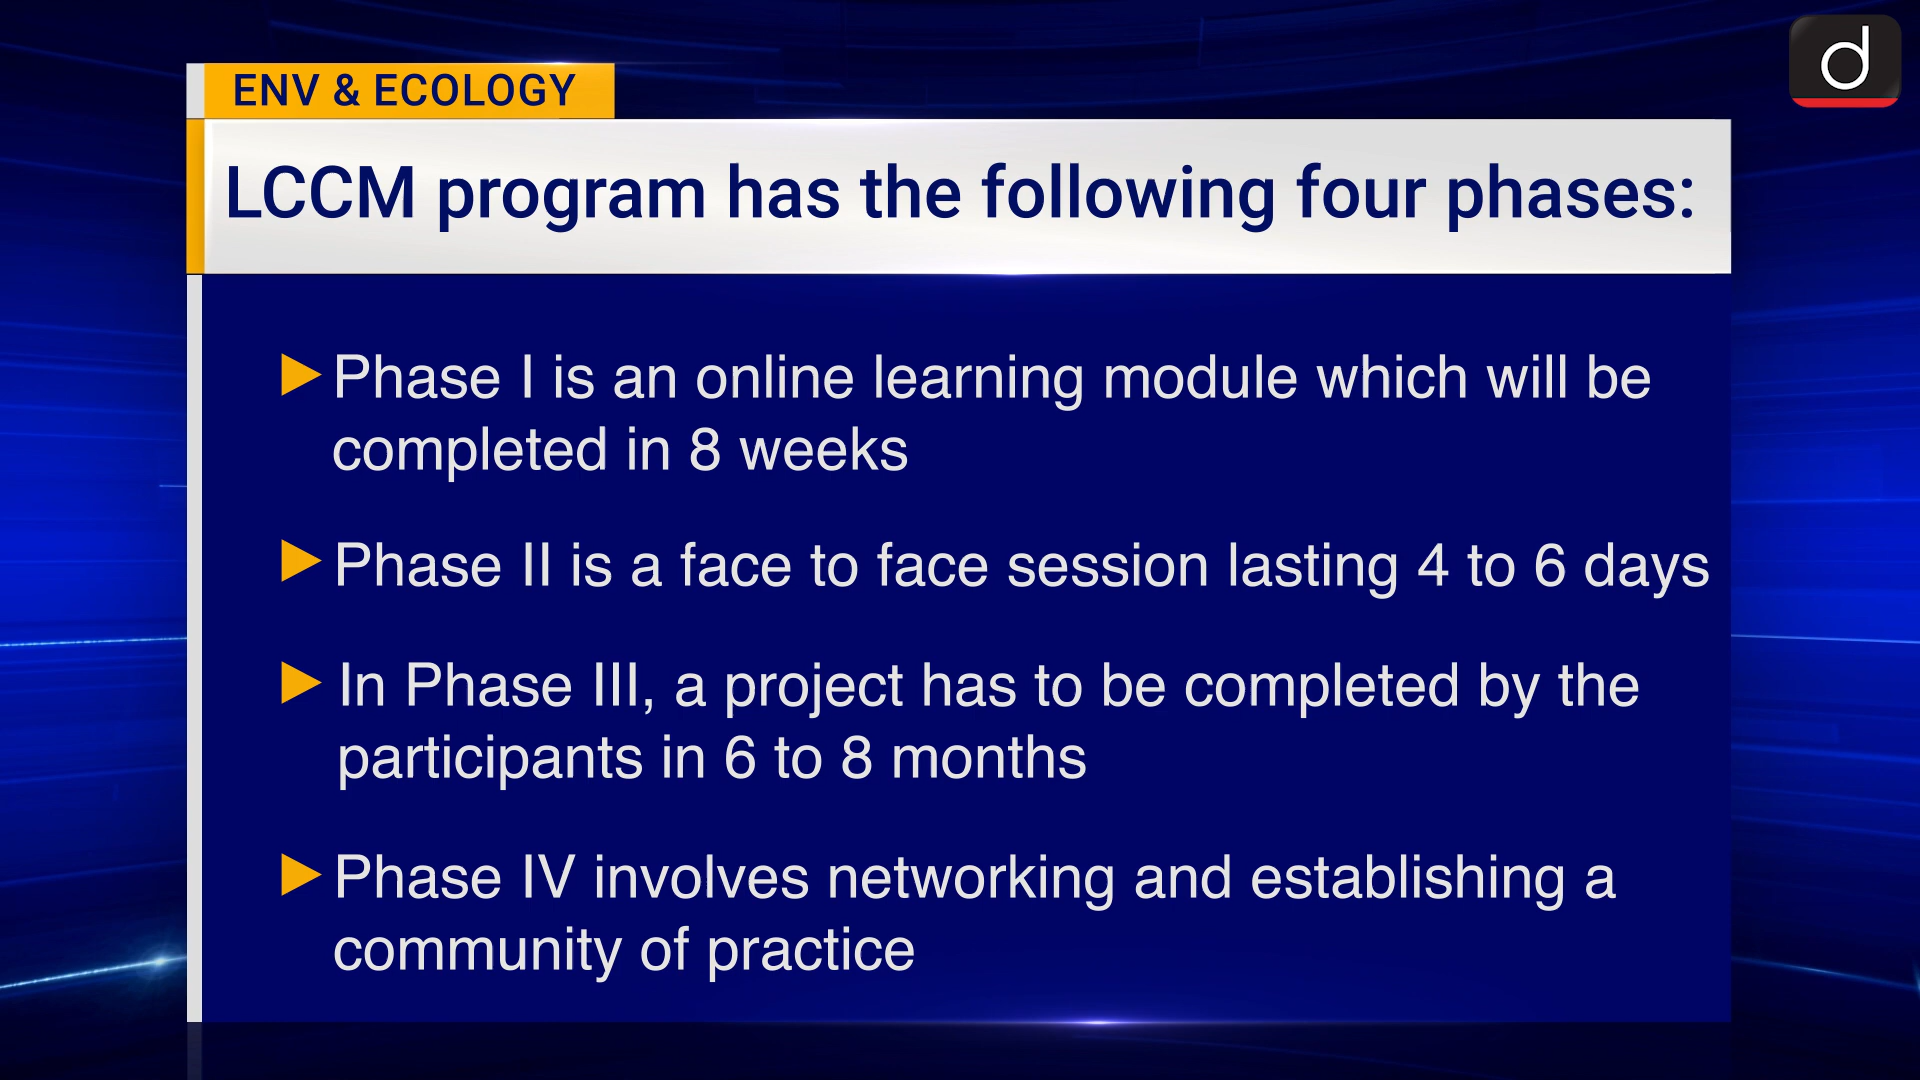 ENV & ECOLOGY
d
LCCM program has the following four phases:
Phase I is an online learning module which will be
completed in 8 weeks
Phase II is a face to face session lasting 4 to 6 days
In Phase III, a project has to be completed by the
participants in 6 to 8 months
Phase IV involves networking and establishing a
community of practice